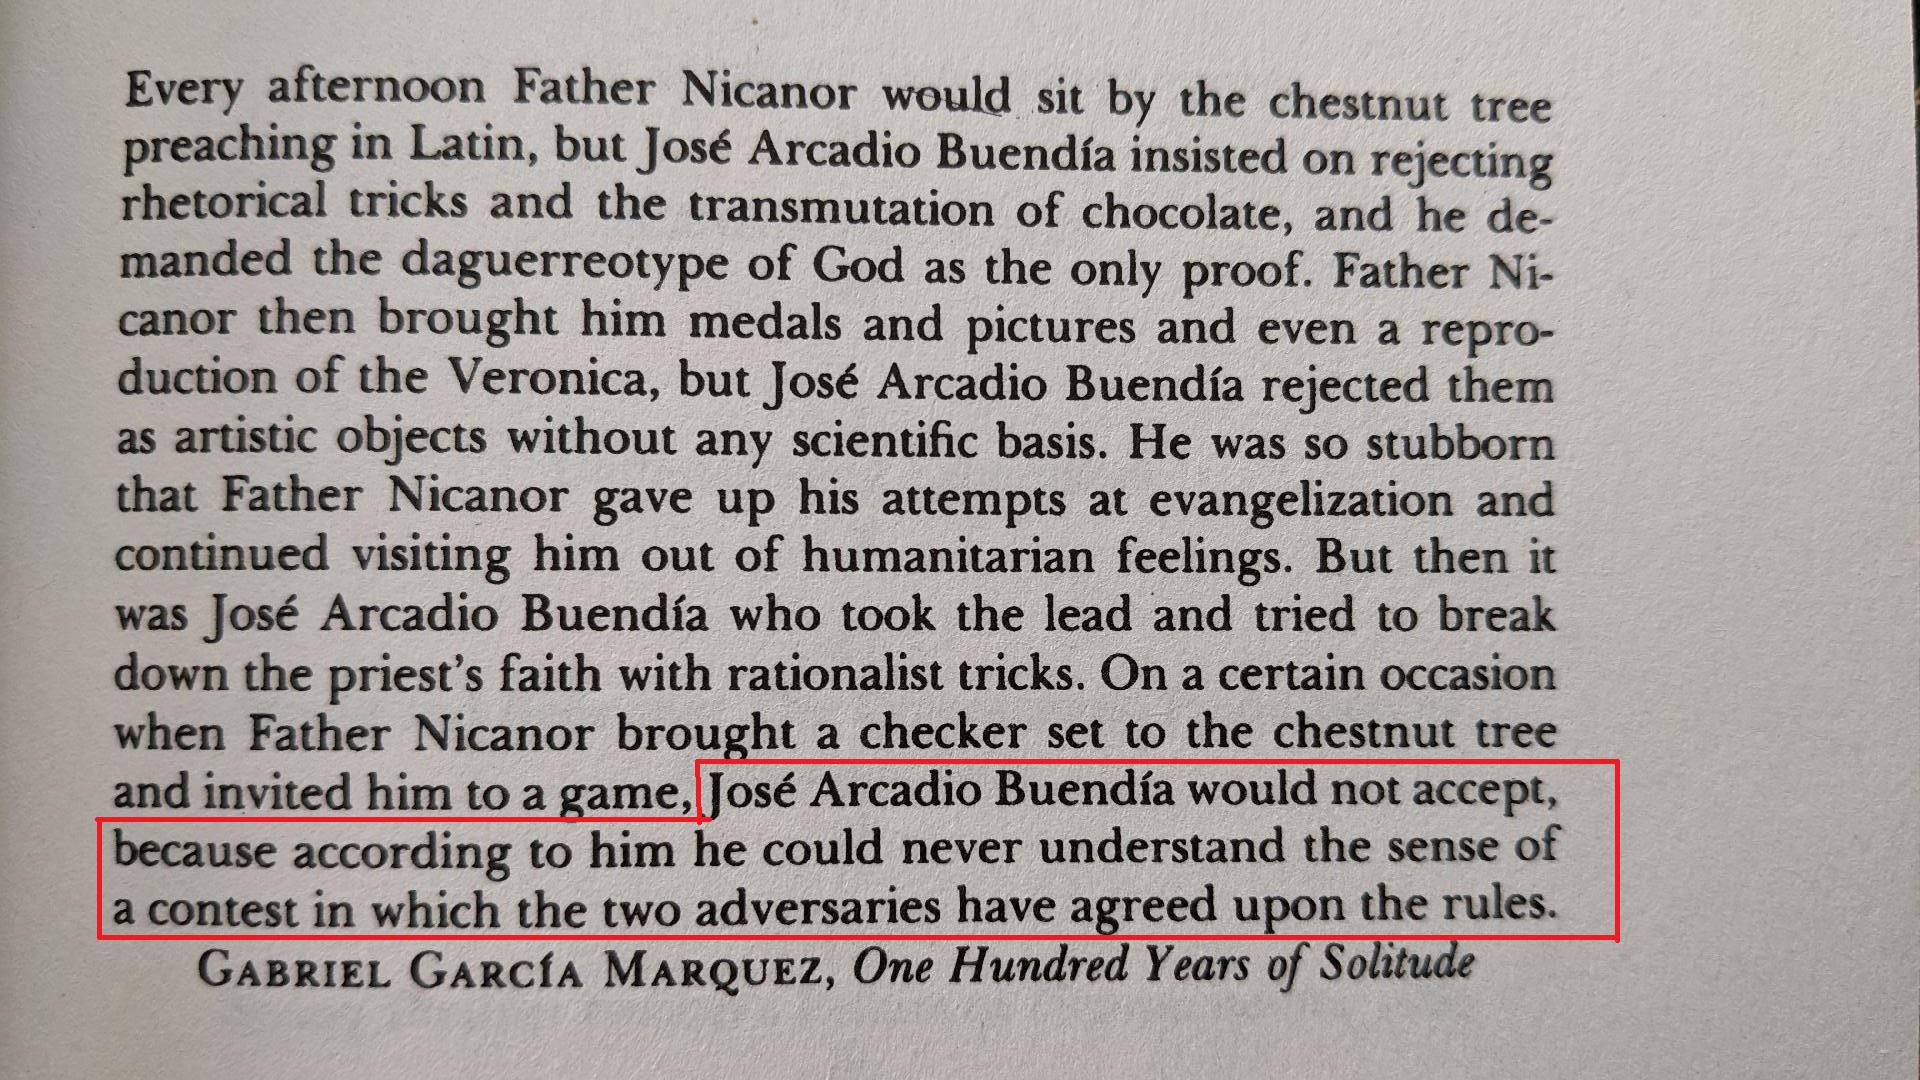 Every afternoon Father Nicanor would sit by the chestnut tree
preaching in Latin, but José Arcadio Buendía insisted on rejecting
rhetorical tricks and the transmutation of chocolate, and he de-
manded the daguerreotype of God as the only proof. Father Ni-
canor then brought him medals and pictures and even a repro-
duction of the Veronica, but José Arcadio Buendía rejected them
as artistic objects without any scientific basis. He was so stubborn
that Father Nicanor gave up his attempts at evangelization and
continued visiting him out of humanitarian feelings. But then it
was José Arcadio Buendía who took the lead and tried to break
down the priest's faith with rationalist tricks. On a certain occasion
when Father Nicanor brought a checker set to the chestnut tree
and invited him to a game, José Arcadio Buendía would not accept,
because according to him he could never understand the sense of
a contest in which the two adversaries have agreed upon the rules.
GABRIEL GARCÍA MARQUEZ, One Hundred Years of Solitude